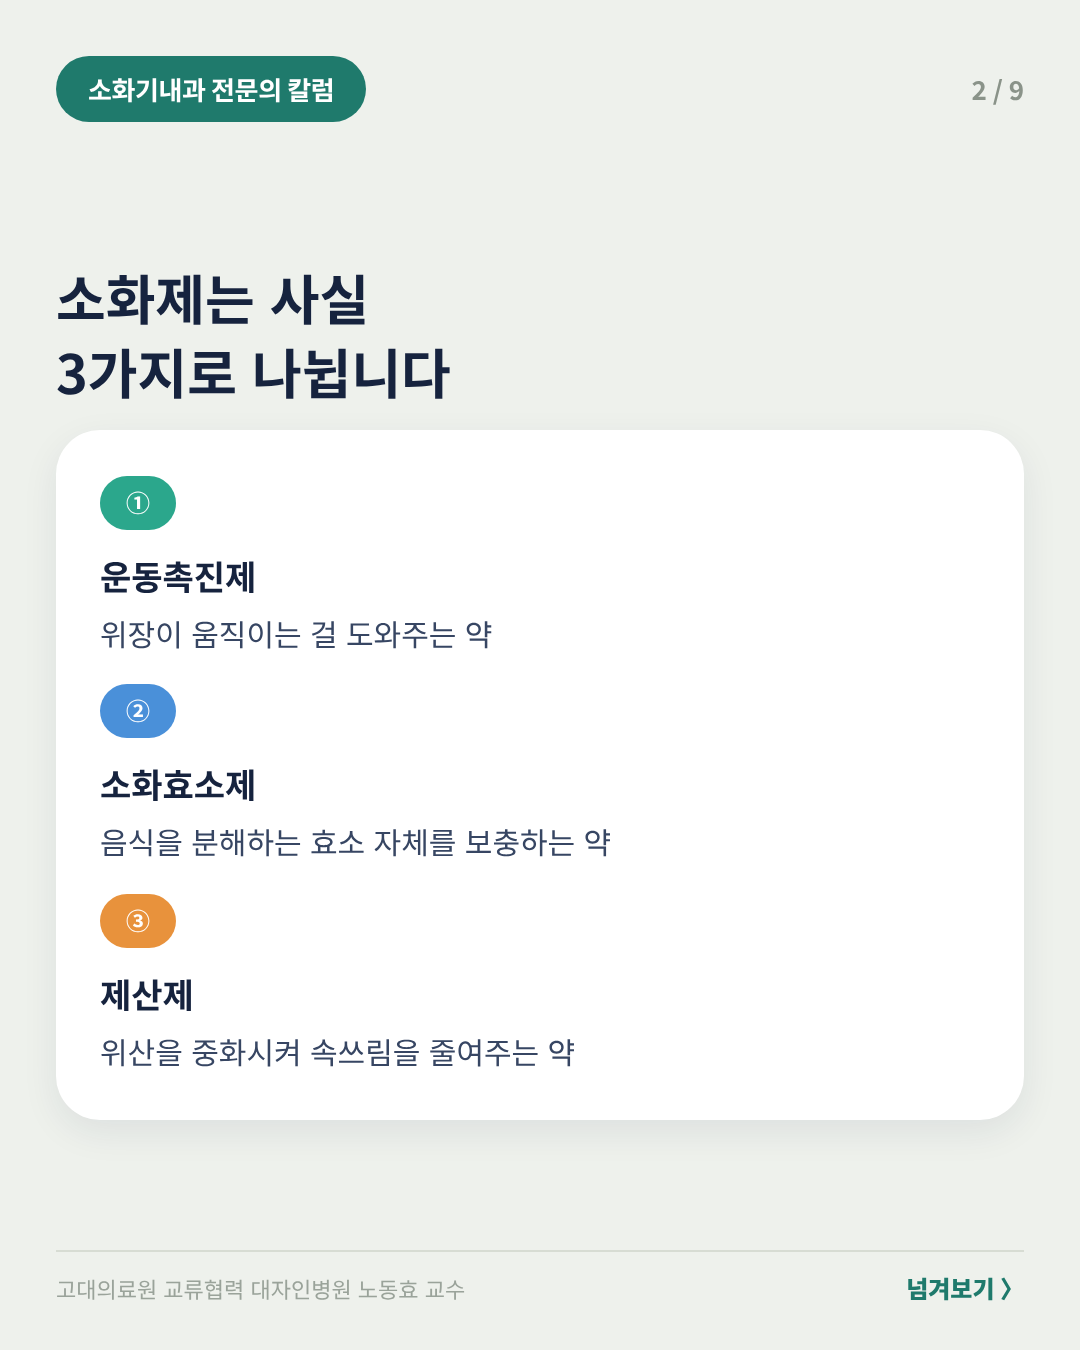 소화기내과 전문의 칼럼
2 / 9
소화제는 사실
3가지로 나뉩니다
①
운동촉진제
위장이 움직이는 걸 도와주는 약
②
소화효소제
음식을 분해하는 효소 자체를 보충하는 약
③
제산제
위산을 중화시켜 속쓰림을 줄여주는 약
고대의료원 교류협력 대자인병원 노동효 교수
넘겨보기 〉